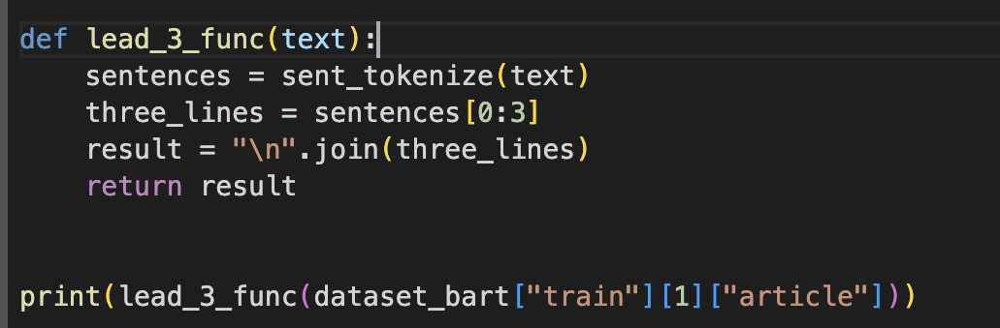 def lead_3_func(text):
    sentences = sent_tokenize(text)
    three_lines = sentences[0:3]
    result = "\n".join(three_lines)
    return result
print(lead_3_func(dataset_bart["train"][1]["article"]))